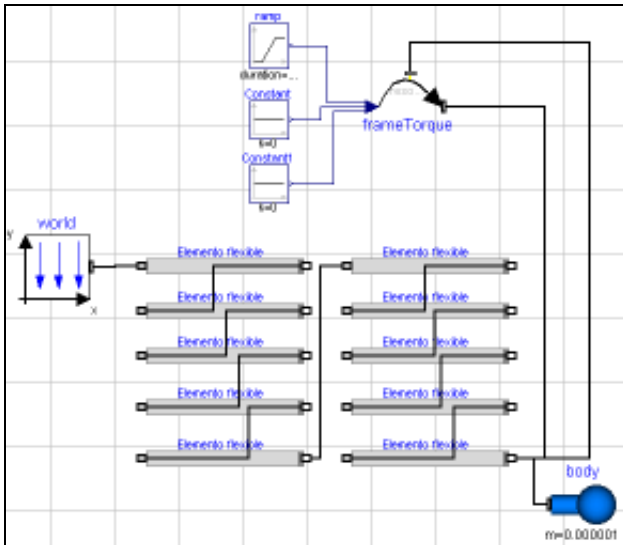 ramp
duration=...
Constant
k=0
frameTorque
Constant1
k=0
world
y
x
Elemento flexible
Elemento flexible
Elemento flexible
Elemento flexible
Elemento flexible
Elemento flexible
Elemento flexible
Elemento flexible
Elemento flexible
Elemento flexible
body
m=0.000001